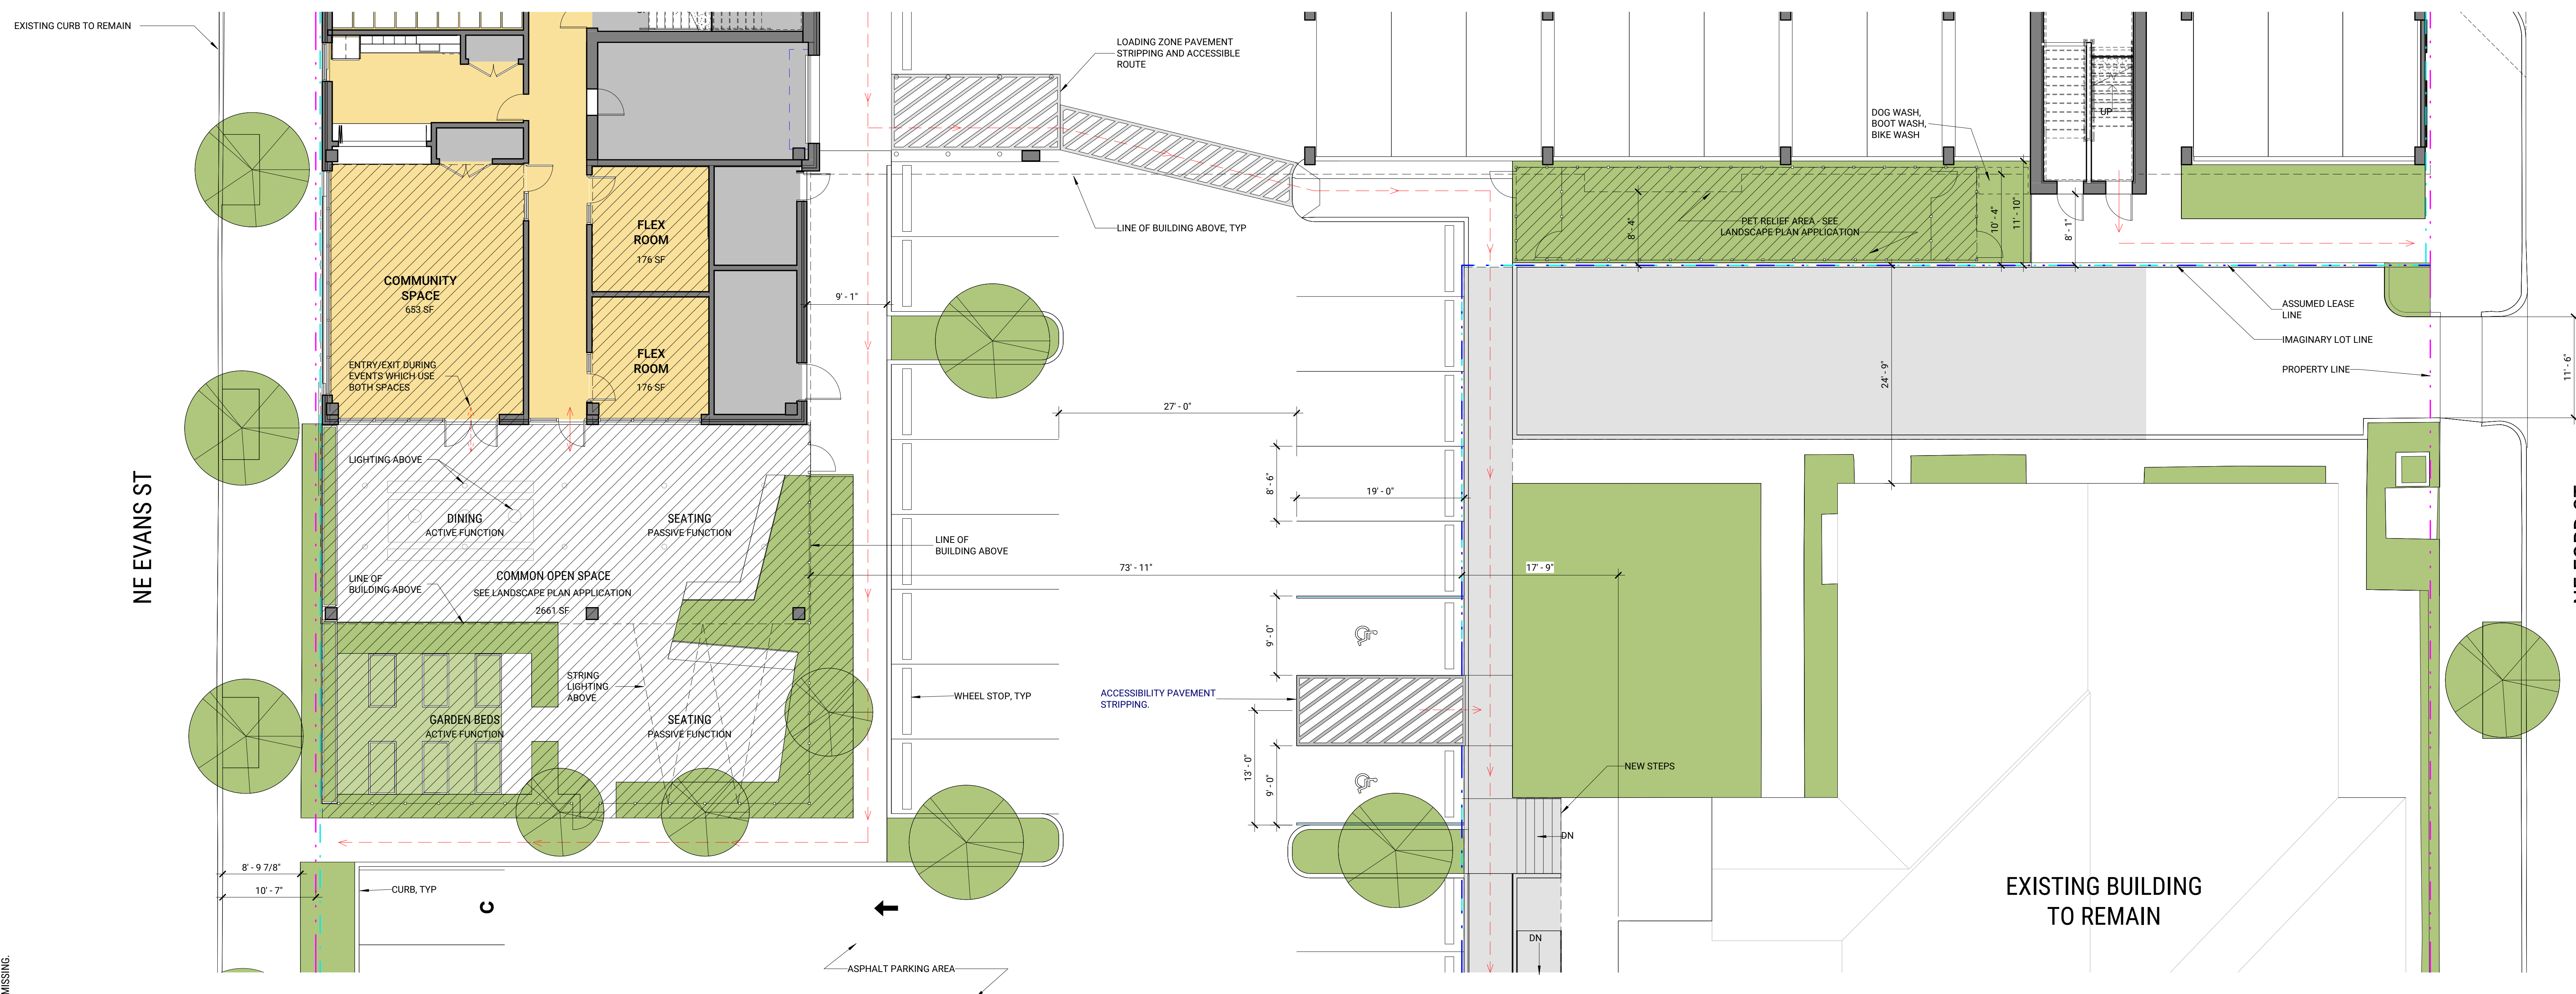 EXISTING CURB TO REMAIN
LOADING ZONE PAVEMENT
STRIPPING AND ACCESSIBLE
ROUTE
DOG WASH,
BOOT WASH,
BIKE WASH
UP
LINE OF BUILDING ABOVE, TYP
PET RELIEF AREA - SEE
LANDSCAPE PLAN APPLICATION
8' - 4"
10' - 4"
11' - 10"
8' - 1"
FLEX
ROOM
176 SF
COMMUNITY
SPACE
653 SF
9' - 1"
ASSUMED LEASE
LINE
IMAGINARY LOT LINE
PROPERTY LINE
11' - 6"
ENTRY/EXIT DURING
EVENTS WHICH USE
BOTH SPACES
FLEX
ROOM
176 SF
24' - 9"
27' - 0"
LIGHTING ABOVE
8' - 6"
19' - 0"
NE EVANS ST
DINING
ACTIVE FUNCTION
SEATING
PASSIVE FUNCTION
LINE OF
BUILDING ABOVE
LINE OF
BUILDING ABOVE
COMMON OPEN SPACE
SEE LANDSCAPE PLAN APPLICATION
2661 SF
73' - 11"
17' - 9"
9' - 0"
STRING
LIGHTING
ABOVE
WHEEL STOP, TYP
ACCESSIBILITY PAVEMENT
STRIPPING.
GARDEN BEDS
ACTIVE FUNCTION
SEATING
PASSIVE FUNCTION
13' - 0"
9' - 0"
NEW STEPS
DN
8' - 9 7/8"
10' - 7"
CURB, TYP
C
EXISTING BUILDING
TO REMAIN
DN
ASPHALT PARKING AREA
MISSING.